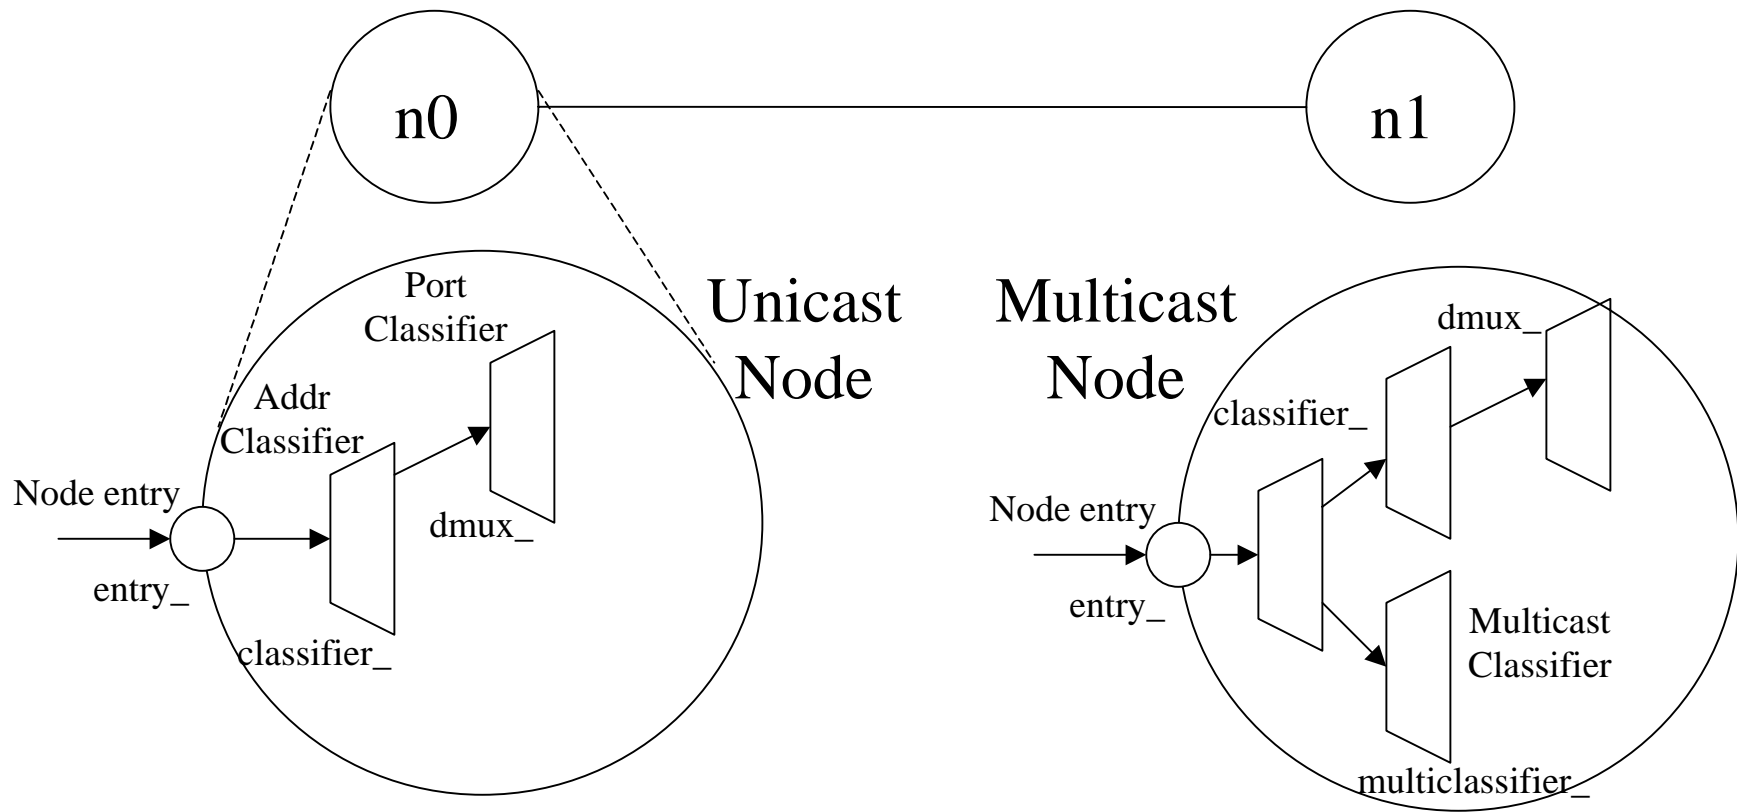 n0
n1
Port
Classifier
Unicast
Node
Multicast
Node
dmux_
Addr
Classifier
classifier_
Node entry
dmux_
Node entry
entry_
entry_
classifier_
Multicast
Classifier
multiclassifier_